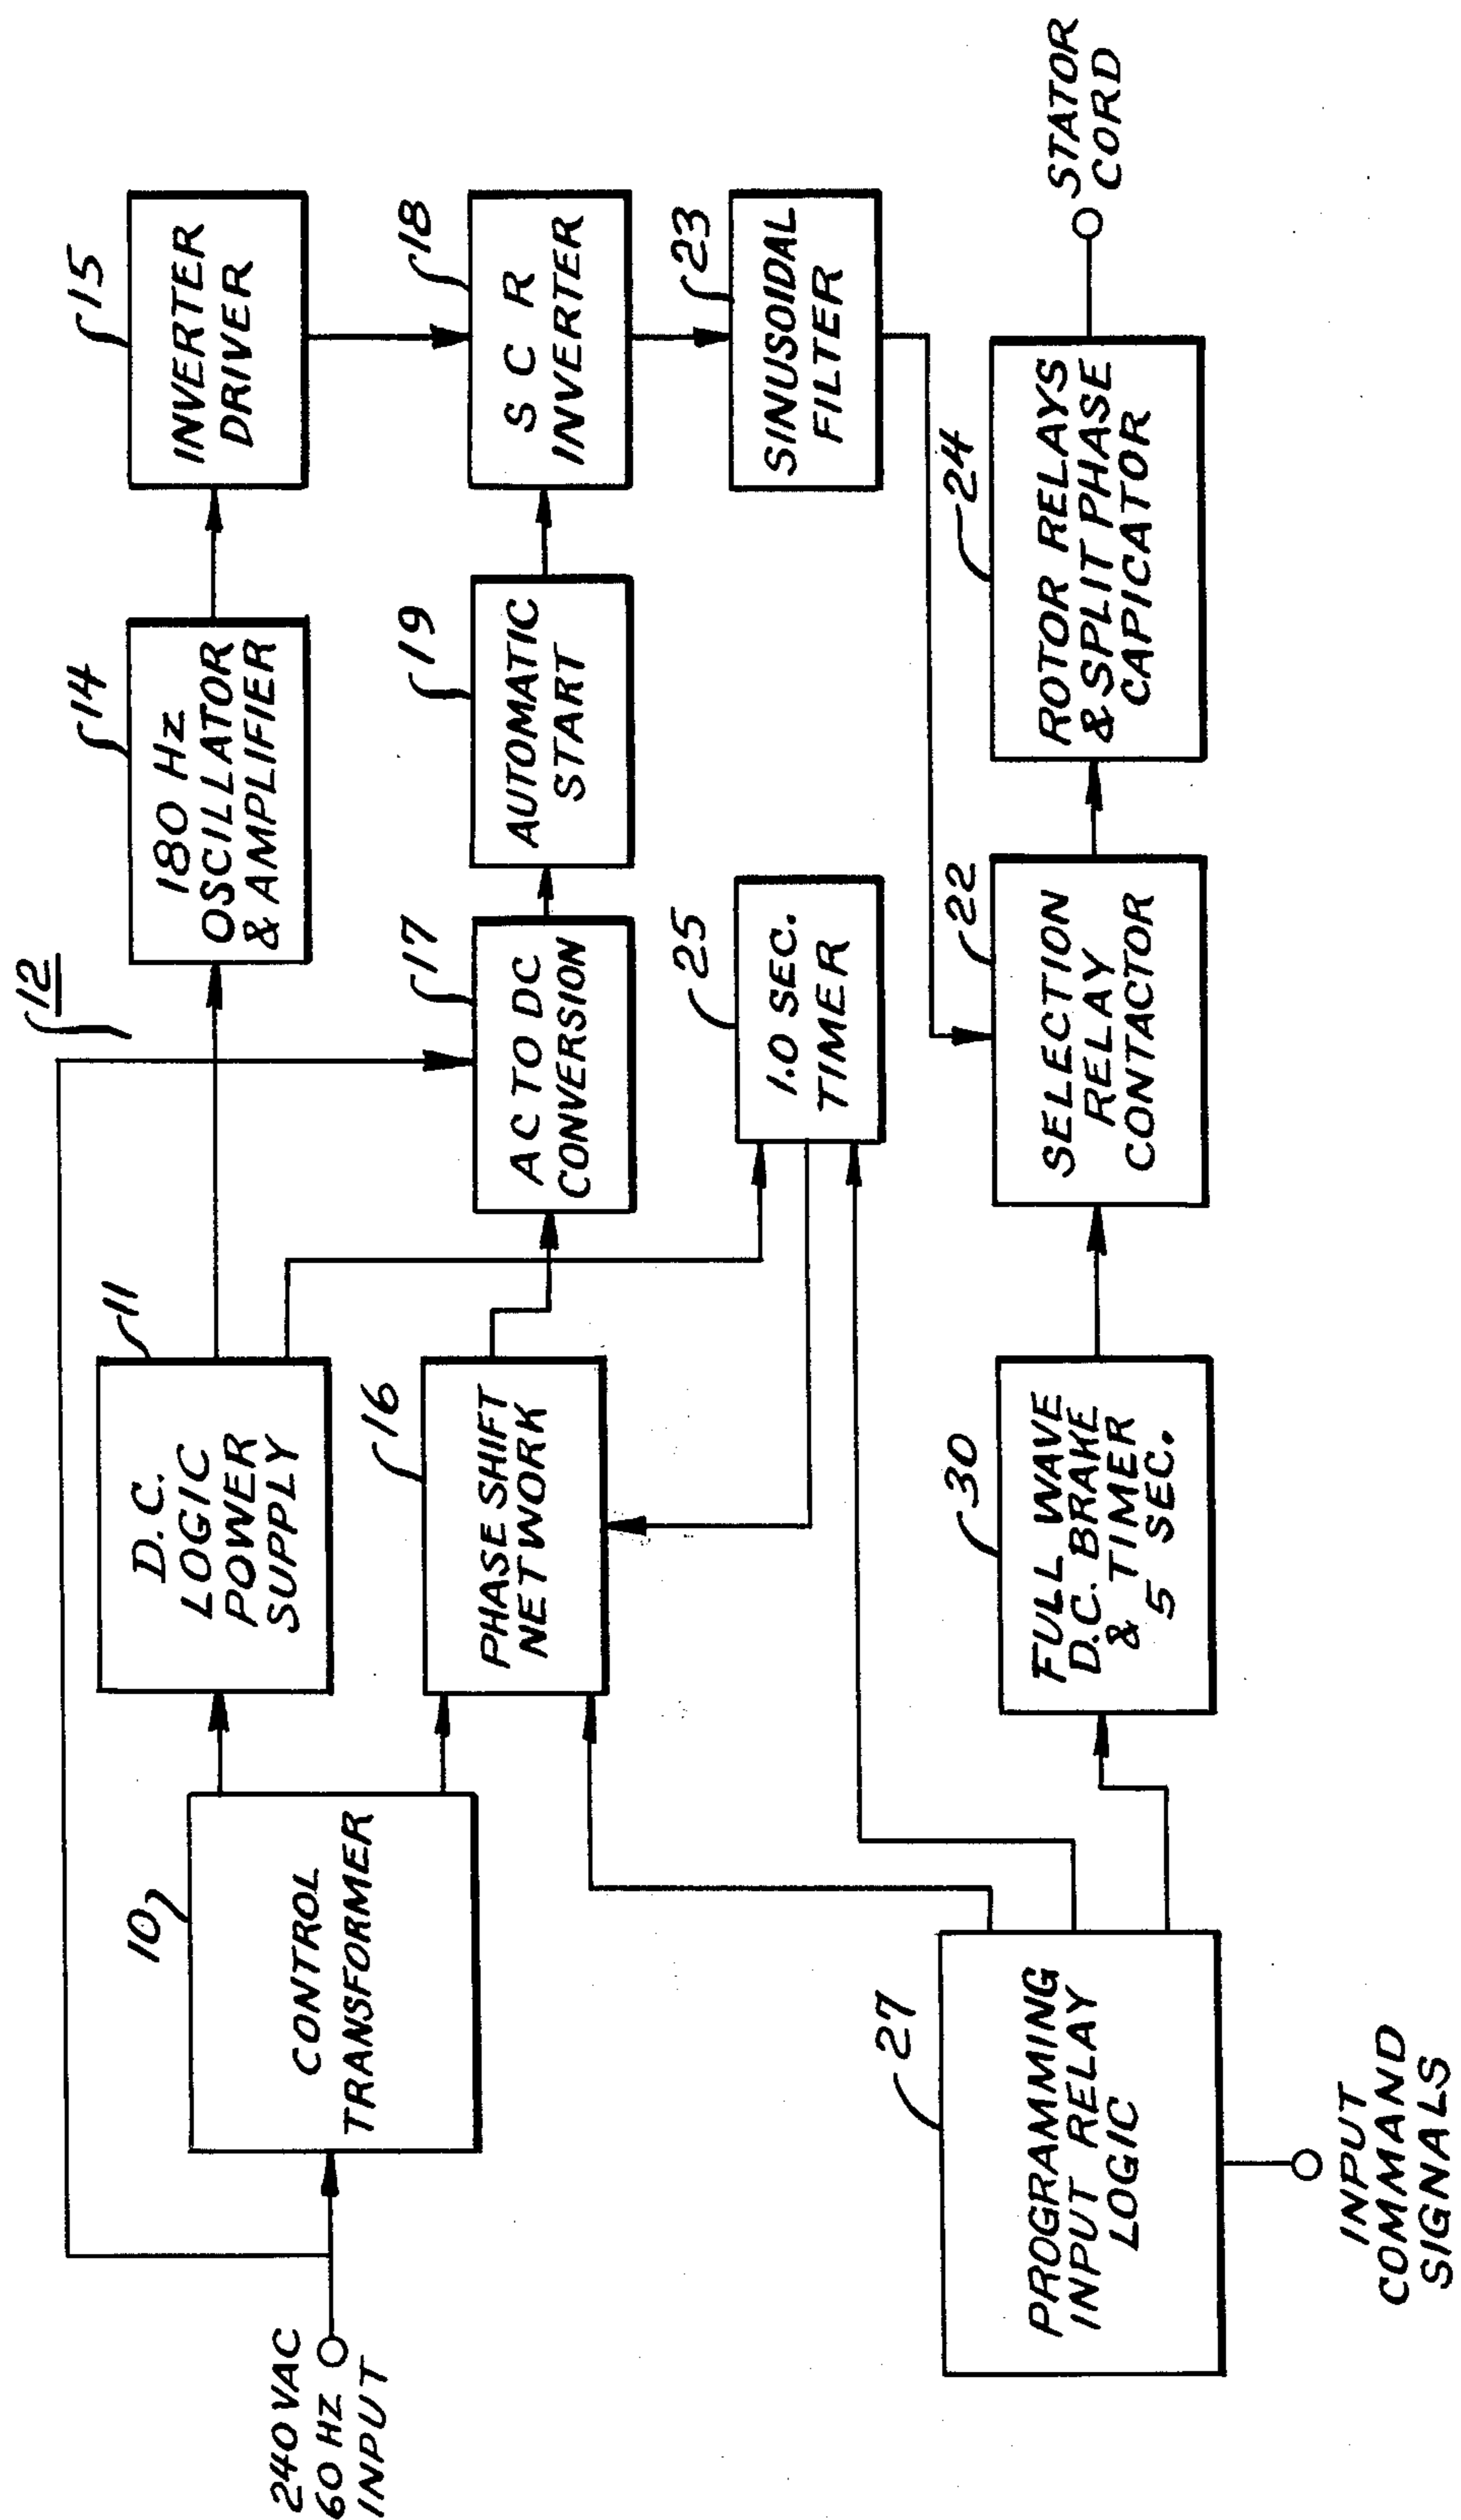 12
10
CONTROL
TRANSFORMER
11
D.C.
LOGIC
POWER
SUPPLY
14
180 Hz
OSCILLATOR
& AMPLIFIER
15
INVERTER
DRIVER
240 VAC
60 HZ
INPUT
16
PHASE SHIFT
NETWORK
17
AC TO DC
CONVERSION
19
AUTOMATIC
START
18
S C R
INVERTER
25
1.0 SEC.
TIMER
23
SINUSOIDAL
FILTER
27
PROGRAMMING
INPUT RELAY
LOGIC
30
FULL WAVE
D.C. BRAKE
& TIMER
5 SEC.
22
SELECTION
RELAY
CONTACTOR
24
ROTOR RELAYS
& SPLIT PHASE
CAPICATOR
STATOR
CORD
INPUT
COMMAND
SIGNALS